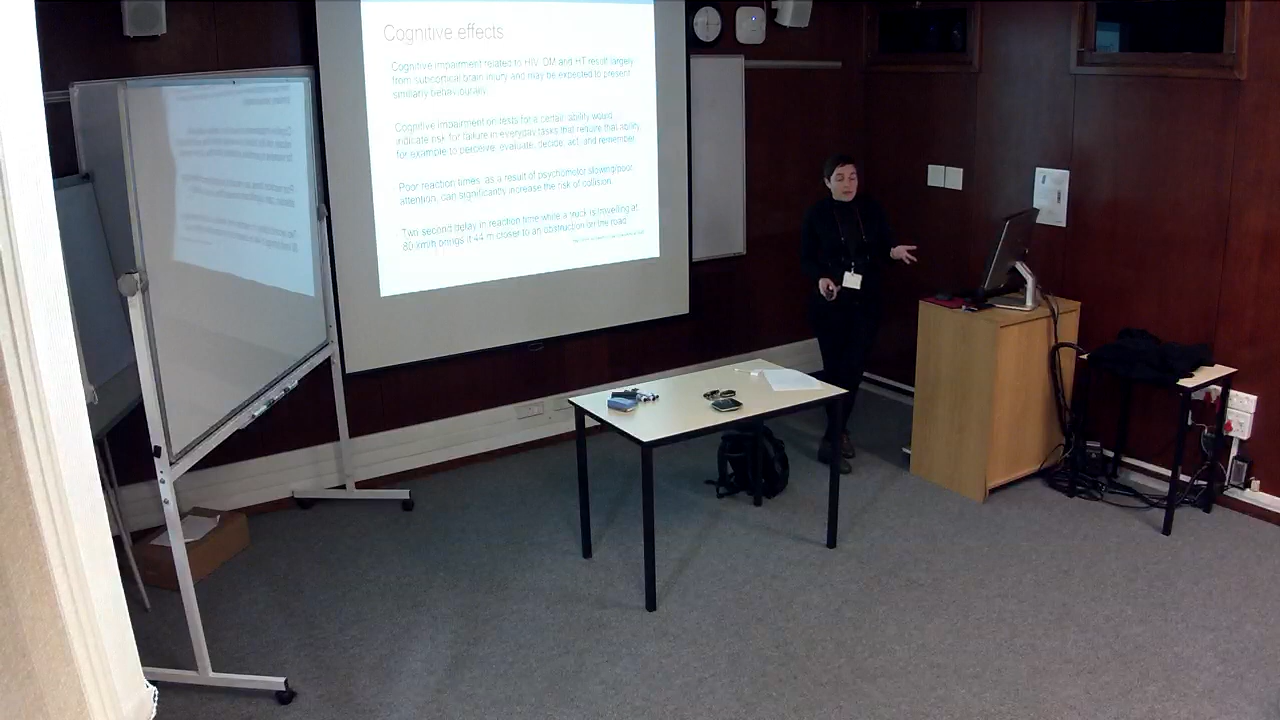 Cognitive effects
Cognitive impairment related to HIV, DM and HT result largely
from subcortical brain injury and may be expected to present
similarly behaviourally.
Cognitive impairment on tests for a certain ability would
indicate risk for failure in everyday tasks that require that ability,
for example to perceive, evaluate, decide, act, and remember.
Poor reaction times, as a result of psychomotor slowing/poor
attention, can significantly increase the risk of collision.
Two second delay in reaction time while a truck is travelling at
80 km/h brings it 44 m closer to an obstruction on the road